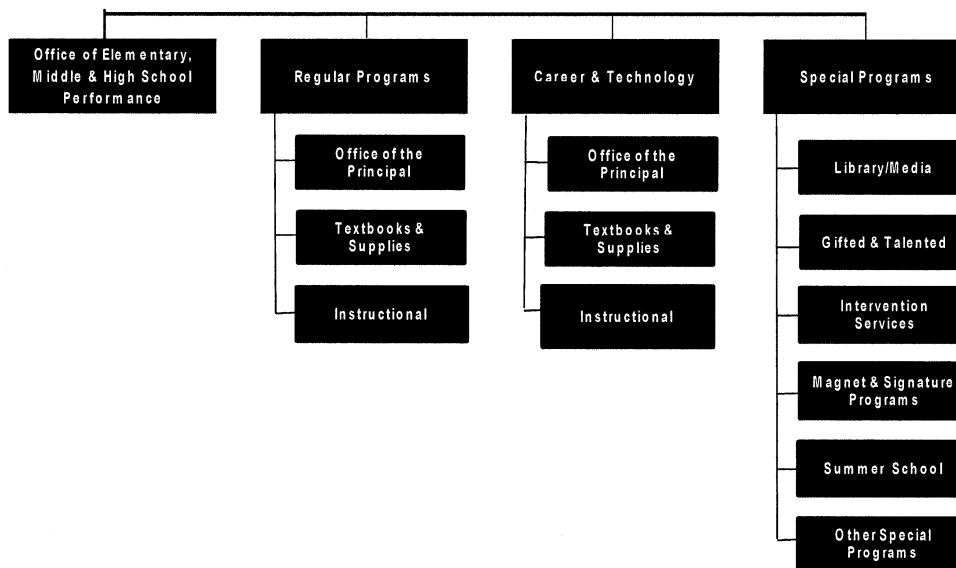 Office of Elementary,
Middle & High School
Performance
Regular Programs
Career & Technology
Special Programs
Office of the
Principal
Textbooks &
Supplies
Instructional
Office of the
Principal
Textbooks &
Supplies
Instructional
Library/Media
Gifted & Talented
Intervention
Services
Magnet & Signature
Programs
Summer School
Other Special
Programs